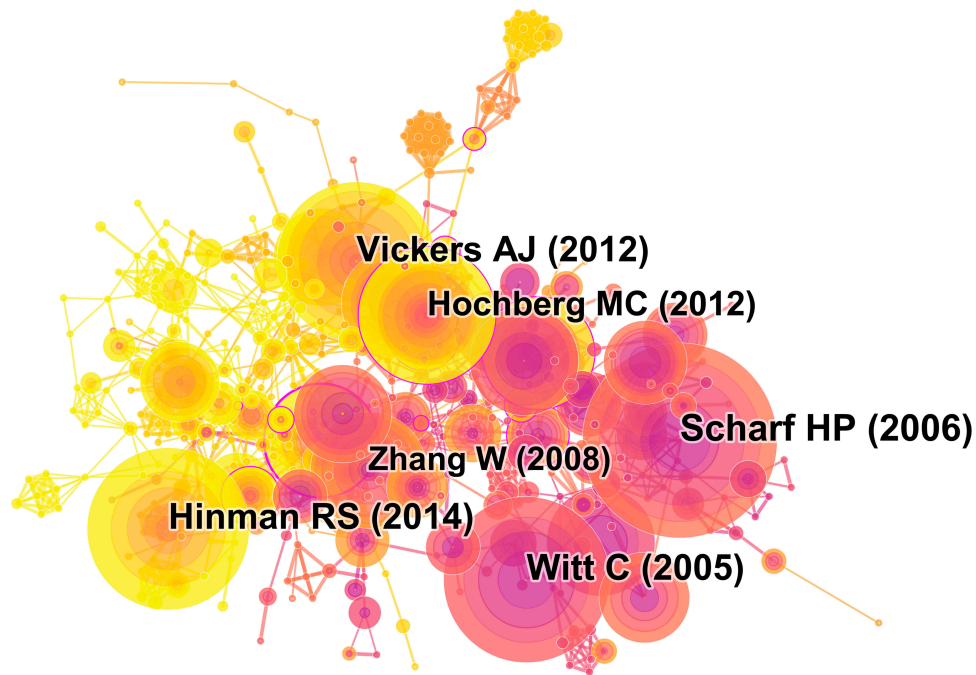 Vickers AJ (2012)
Hochberg MC (2012)
Scharf HP (2006)
Zhang W (2008)
Hinman RS (2014)
Witt C (2005)